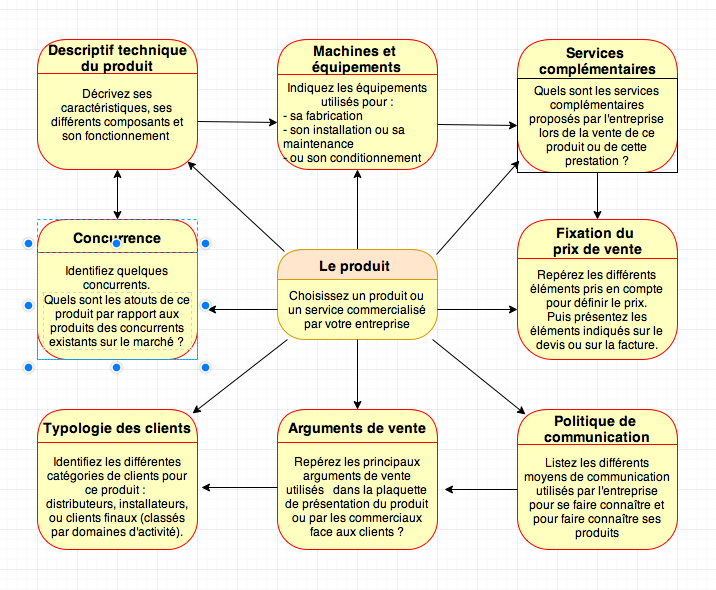 Descriptif technique
du produit
Décrivez ses
caractéristiques, ses
différents composants et
son fonctionnement
Machines et
équipements
Indiquez les équipements
utilisés pour :
- sa fabrication
- son installation ou sa
maintenance
- ou son conditionnement
Services
complémentaires
Quels sont les services
complémentaires
proposés par l'entreprise
lors de la vente de ce
produit ou de cette
prestation ?
Concurrence
Identifiez quelques
concurrents.
Quels sont les atouts de ce
produit par rapport aux
produits des concurrents
existants sur le marché ?
Le produit
Choisissez un produit ou
un service commercialisé
par votre entreprise
Fixation du
prix de vente
Repérez les différents
éléments pris en compte
pour définir le prix.
Puis présentez les
éléments indiqués sur le
devis ou sur la facture.
Typologie des clients
Identifiez les différentes
catégories de clients pour
ce produit :
distributeurs, installateurs,
ou clients finaux (classés
par domaines d'activité).
Arguments de vente
Repérez les principaux
arguments de vente
utilisés dans la plaquette
de présentation du produit
ou par les commerciaux
face aux clients ?
Politique de
communication
Listez les différents
moyens de communication
utilisés par l'entreprise
pour se faire connaître et
pour faire connaître ses
produits